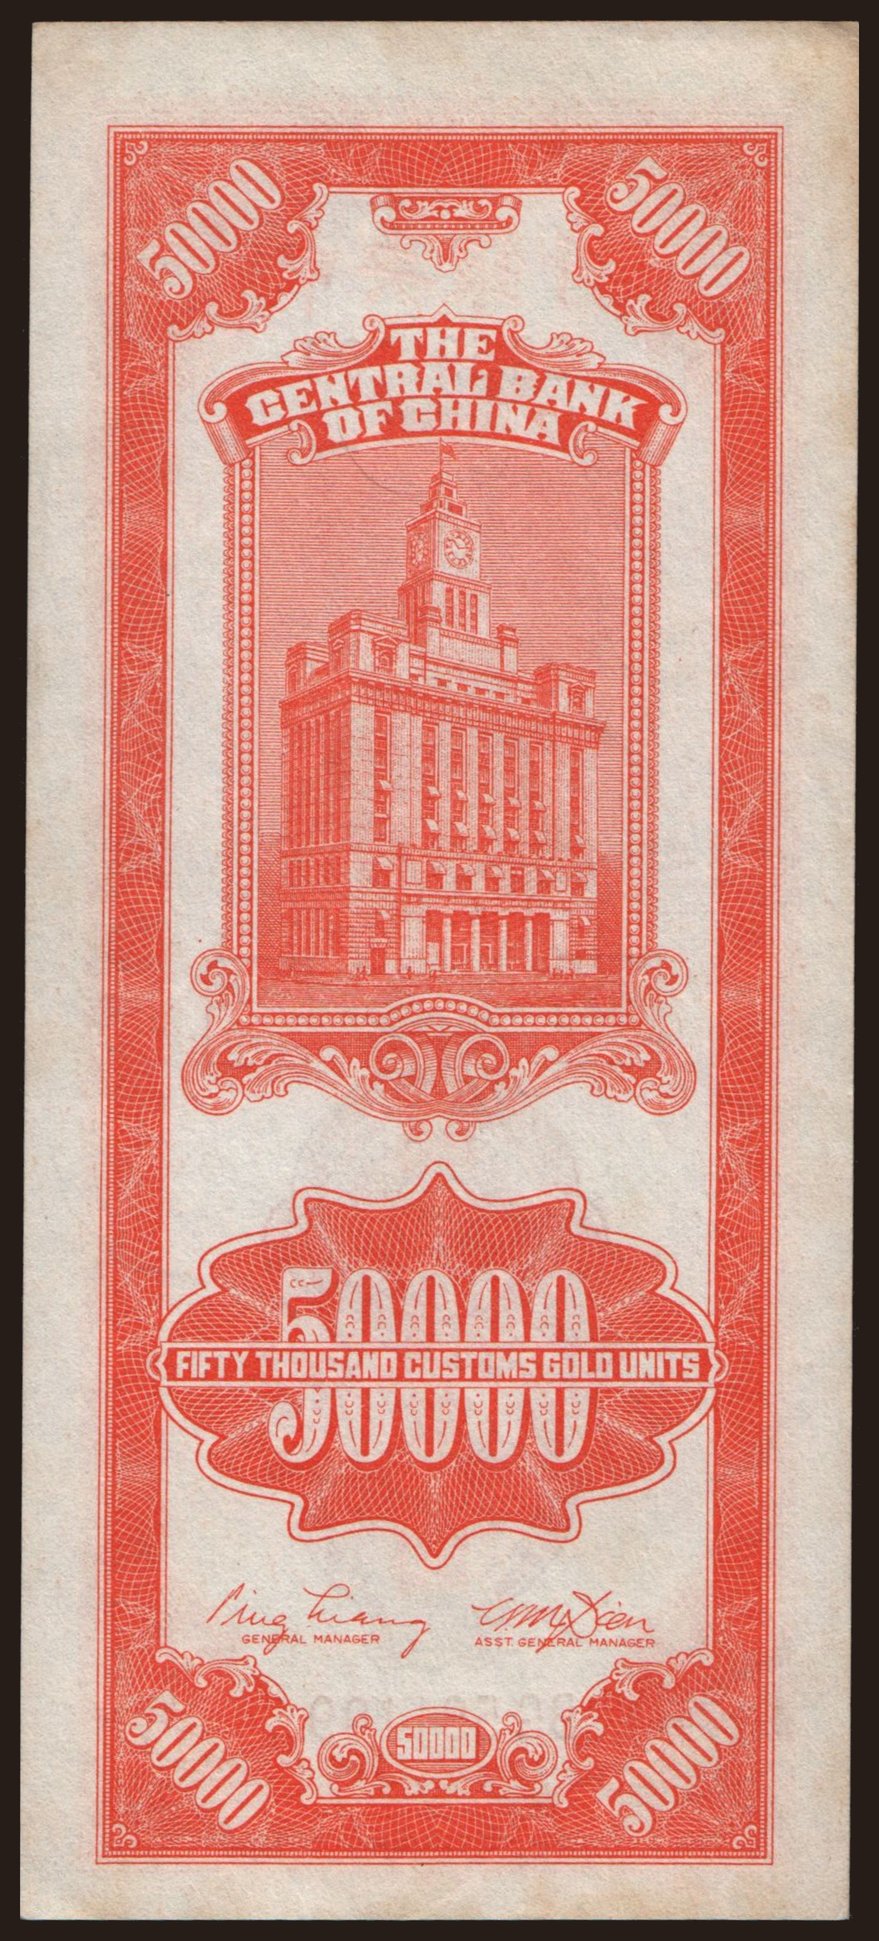 50000 50000
THE
CENTRAL BANK
OF CHINA
50000
FIFTY THOUSAND CUSTOMS GOLD UNITS
GENERAL MANAGER ASST. GENERAL MANAGER
50000 50000 50000